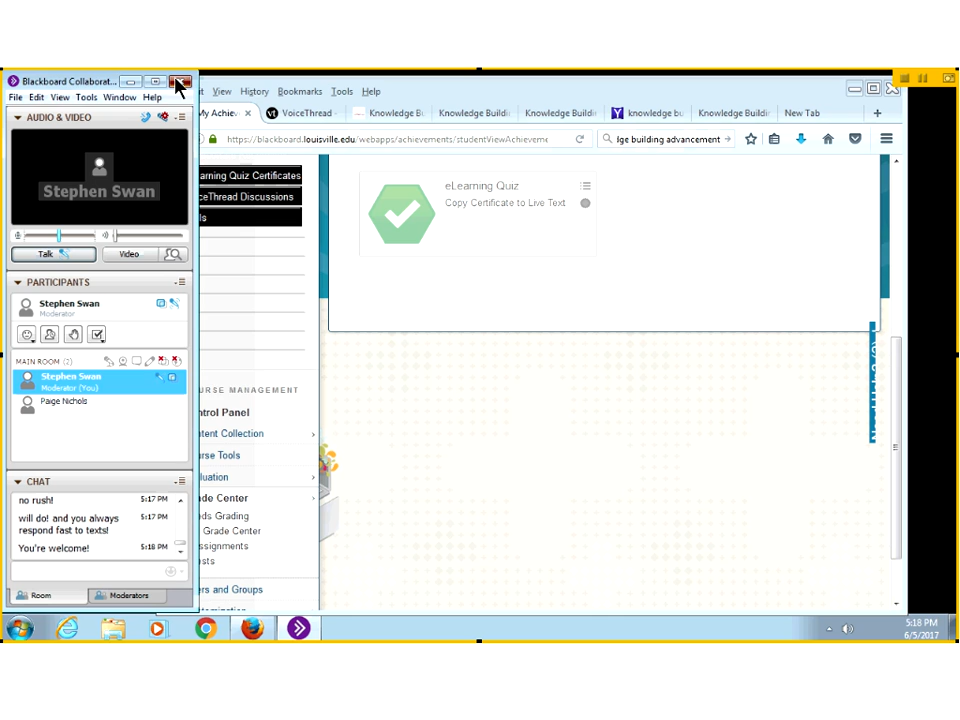 Blackboard Collaborat...
File Edit View Tools Window Help
AUDIO & VIDEO
Stephen Swan
Talk
Video
PARTICIPANTS
Stephen Swan
Moderator
MAIN ROOM (2)
Stephen Swan
Moderator (You)
Paige Nichols
CHAT
no rush! 5:17 PM
will do! and you always 5:17 PM
respond fast to texts!
You're welcome! 5:18 PM
Room
Moderators
View History Bookmarks Tools Help
My Achiev
VoiceThread
Knowledge Bu
Knowledge Buildi
Knowledge Buildi
knowledge bu
Knowledge Buildi
New Tab
https://blackboard.louisville.edu/webapps/achievements/studentViewAchieveme
lge building advancement
arning Quiz Certificates
ceThread Discussions
ls
eLearning Quiz
Copy Certificate to Live Text
URSE MANAGEMENT
ntrol Panel
ntent Collection
urse Tools
luation
ade Center
eds Grading
Grade Center
ssignments
sts
ers and Groups
5:18 PM
6/5/2017